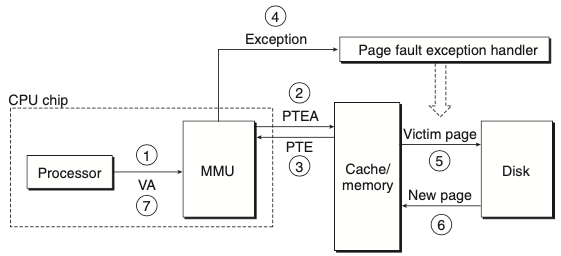 4
Exception
Page fault exception handler
CPU chip
2
PTEA
1
Processor
VA
7
MMU
PTE
3
Cache/
memory
Victim page
5
Disk
New page
6